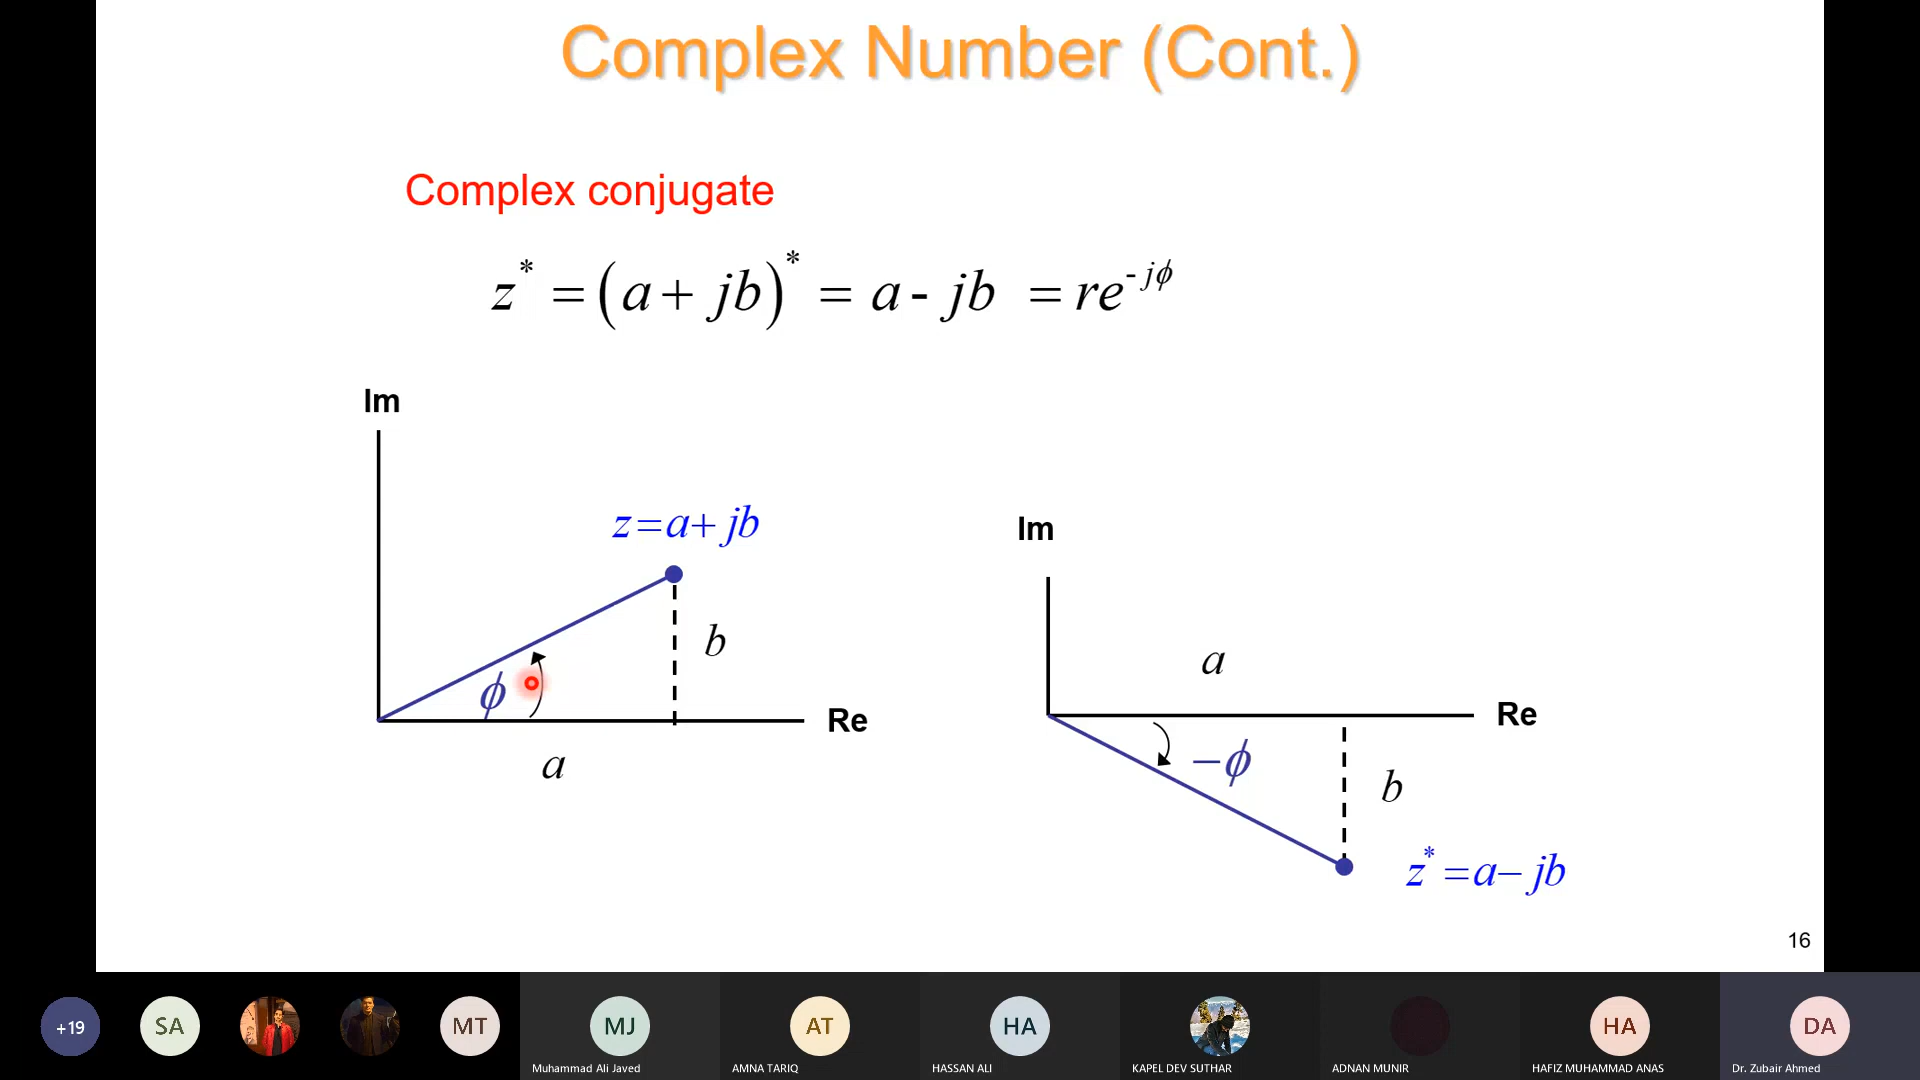 Complex Number (Cont.)
Complex conjugate
z* = (a + jb)* = a - jb = re^{-jϕ}
Im
z=a+ jb
b
ϕ
Re
a
Im
a
Re
−ϕ
b
z* =a− jb
16
+19
SA
MT
MJ
AT
HA
HA
DA
Muhammad Ali Javed
AMNA TARIQ
HASSAN ALI
KAPEL DEV SUTHAR
ADNAN MUNIR
HAFIZ MUHAMMAD ANAS
Dr. Zubair Ahmed